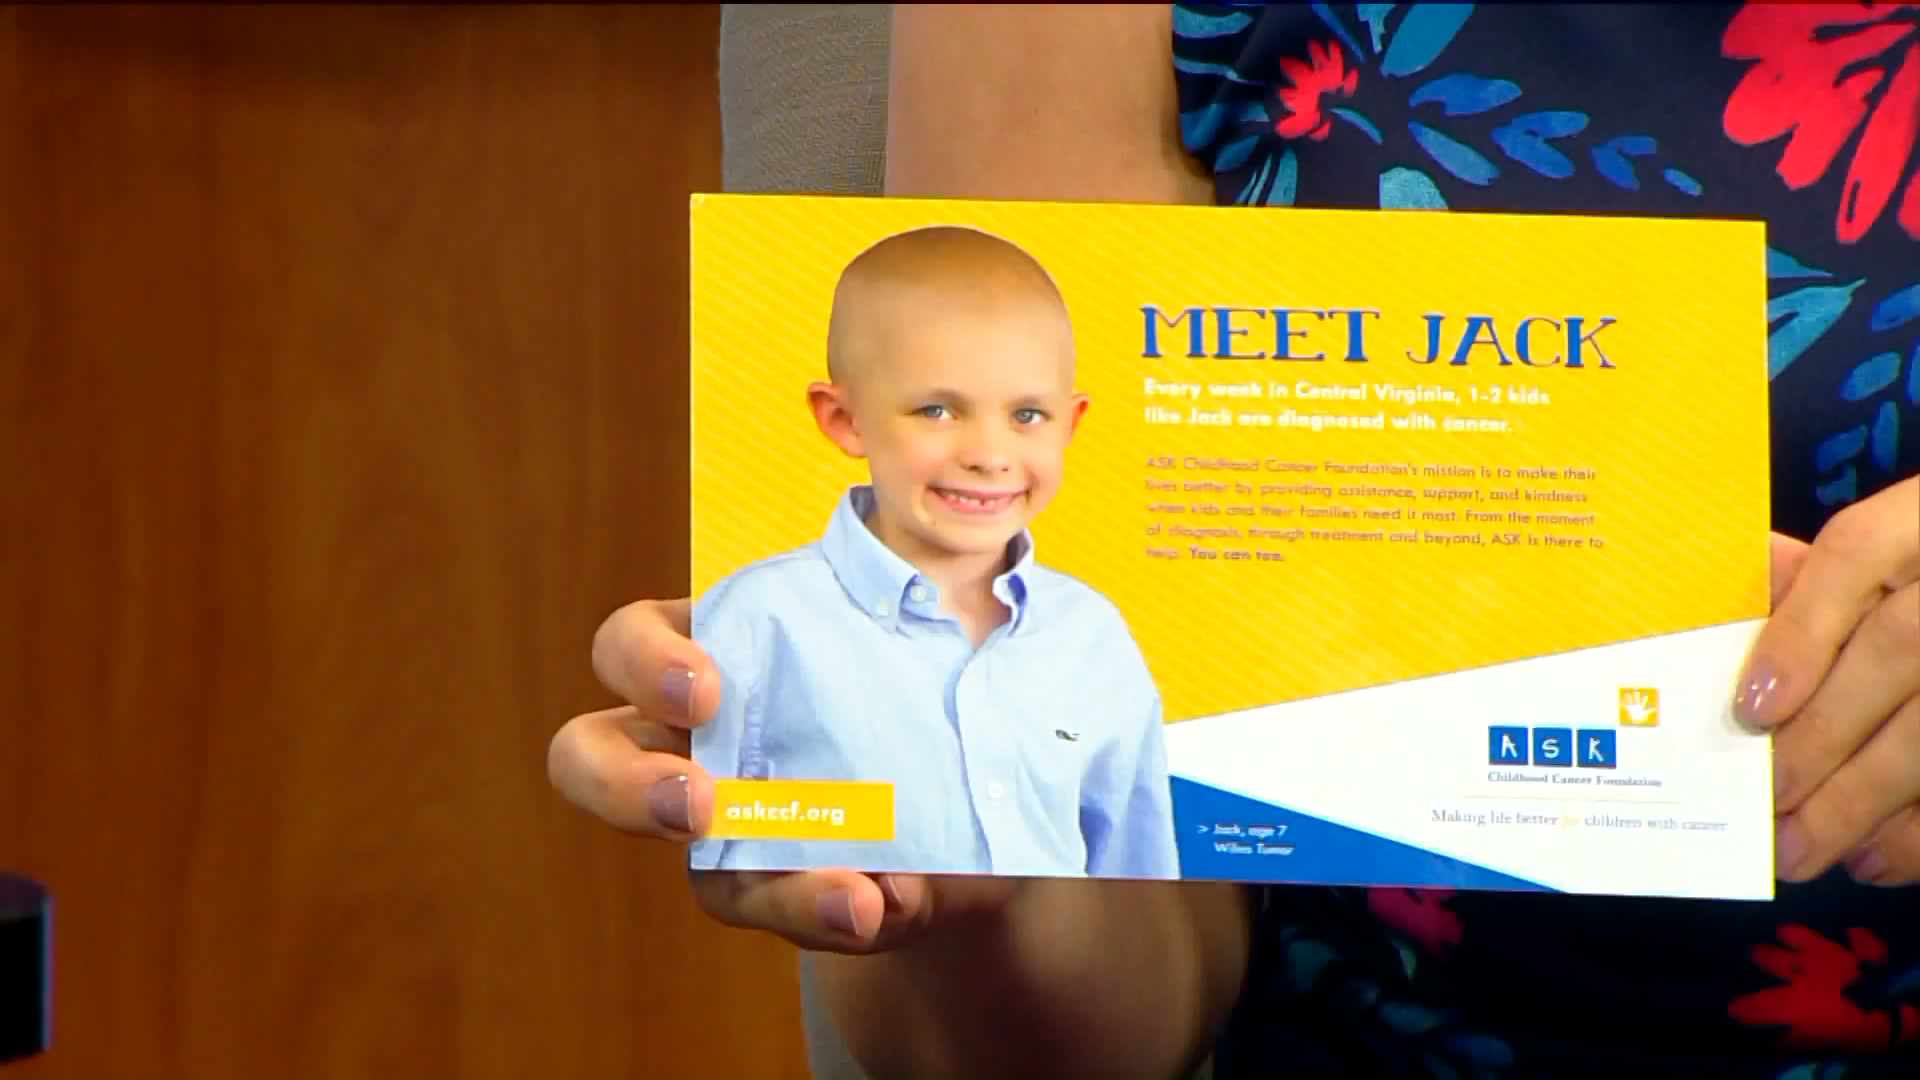 MEET JACK
Every week in Central Virginia, 1-2 kids
like Jack are diagnosed with cancer.
ASK Childhood Cancer Foundation's mission is to make their
lives better by providing assistance, support, and kindness
when kids and their families need it most. From the moment
of diagnosis, through treatment and beyond, ASK is there to
help. You can too.
ASK
Childhood Cancer Foundation
Making life better for children with cancer
askccf.org
> Jack, age 7
Wilms Tumor